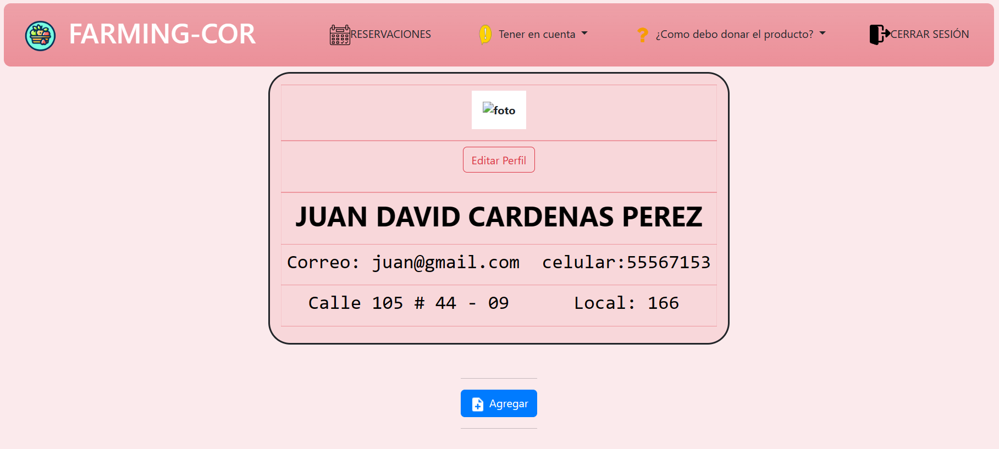 FARMING-COR
RESERVACIONES
Tener en cuenta
¿Como debo donar el producto?
CERRAR SESIÓN
foto
Editar Perfil
JUAN DAVID CARDENAS PEREZ
Correo: juan@gmail.com celular:55567153
Calle 105 # 44 - 09 Local: 166
Agregar